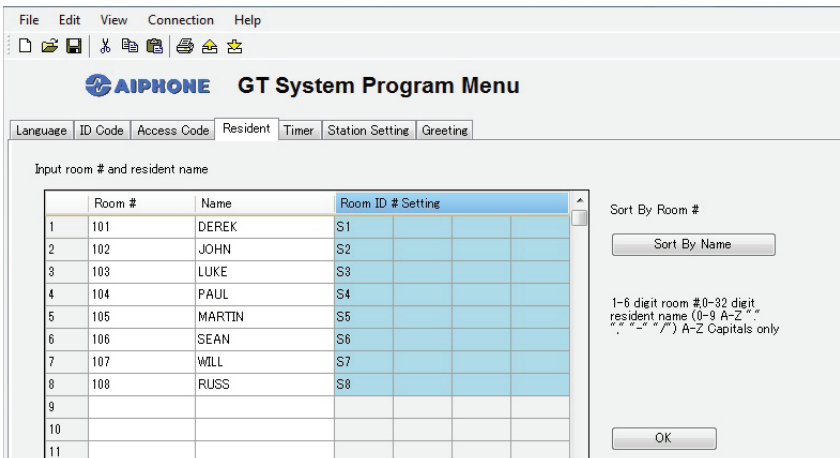 File Edit View Connection Help
AIPHONE GT System Program Menu
Language ID Code Access Code Resident Timer Station Setting Greeting
Input room # and resident name
Room # Name Room ID # Setting
1 101 DEREK S1
2 102 JOHN S2
3 103 LUKE S3
4 104 PAUL S4
5 105 MARTIN S5
6 106 SEAN S6
7 107 WILL S7
8 108 RUSS S8
9
10
11
Sort By Room #
Sort By Name
1-6 digit room #,0-32 digit
resident name (0-9 A-Z "."
"," "-" "/") A-Z Capitals only
OK